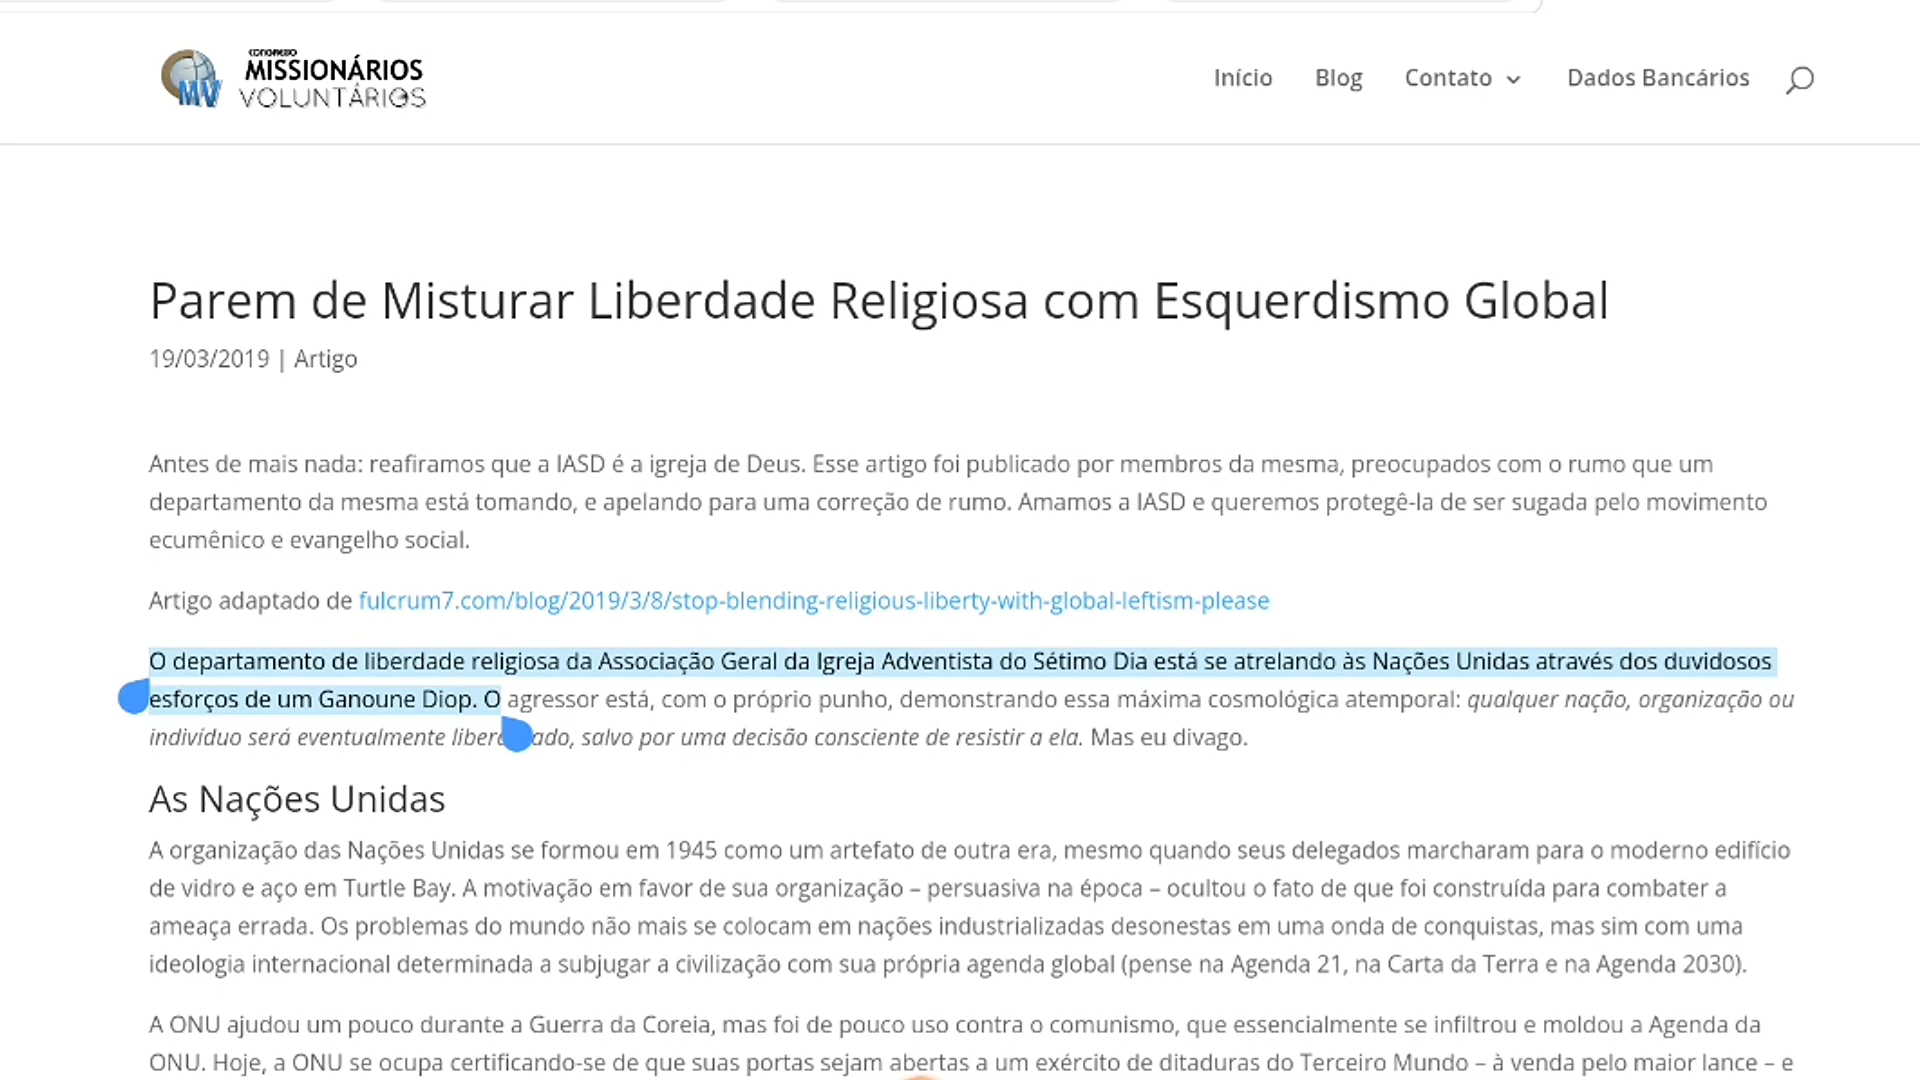 CONGRESSO
MISSIONÁRIOS
VOLUNTÁRIOS
MV
Início Blog Contato Dados Bancários
Parem de Misturar Liberdade Religiosa com Esquerdismo Global
19/03/2019 | Artigo
Antes de mais nada: reafiramos que a IASD é a igreja de Deus. Esse artigo foi publicado por membros da mesma, preocupados com o rumo que um
departamento da mesma está tomando, e apelando para uma correção de rumo. Amamos a IASD e queremos protegê-la de ser sugada pelo movimento
ecumênico e evangelho social.
Artigo adaptado de fulcrum7.com/blog/2019/3/8/stop-blending-religious-liberty-with-global-leftism-please
O departamento de liberdade religiosa da Associação Geral da Igreja Adventista do Sétimo Dia está se atrelando às Nações Unidas através dos duvidosos
esforços de um Ganoune Diop. O agressor está, com o próprio punho, demonstrando essa máxima cosmológica atemporal: qualquer nação, organização ou
indivíduo será eventualmente ado, salvo por uma decisão consciente de resistir a ela. Mas eu divago.
As Nações Unidas
A organização das Nações Unidas se formou em 1945 como um artefato de outra era, mesmo quando seus delegados marcharam para o moderno edifício
de vidro e aço em Turtle Bay. A motivação em favor de sua organização – persuasiva na época – ocultou o fato de que foi construída para combater a
ameaça errada. Os problemas do mundo não mais se colocam em nações industrializadas desonestas em uma onda de conquistas, mas sim com uma
ideologia internacional determinada a subjugar a civilização com sua própria agenda global (pense na Agenda 21, na Carta da Terra e na Agenda 2030).
A ONU ajudou um pouco durante a Guerra da Coreia, mas foi de pouco uso contra o comunismo, que essencialmente se infiltrou e moldou a Agenda da
ONU. Hoje, a ONU se ocupa certificando-se de que suas portas sejam abertas a um exército de ditaduras do Terceiro Mundo – à venda pelo maior lance – e